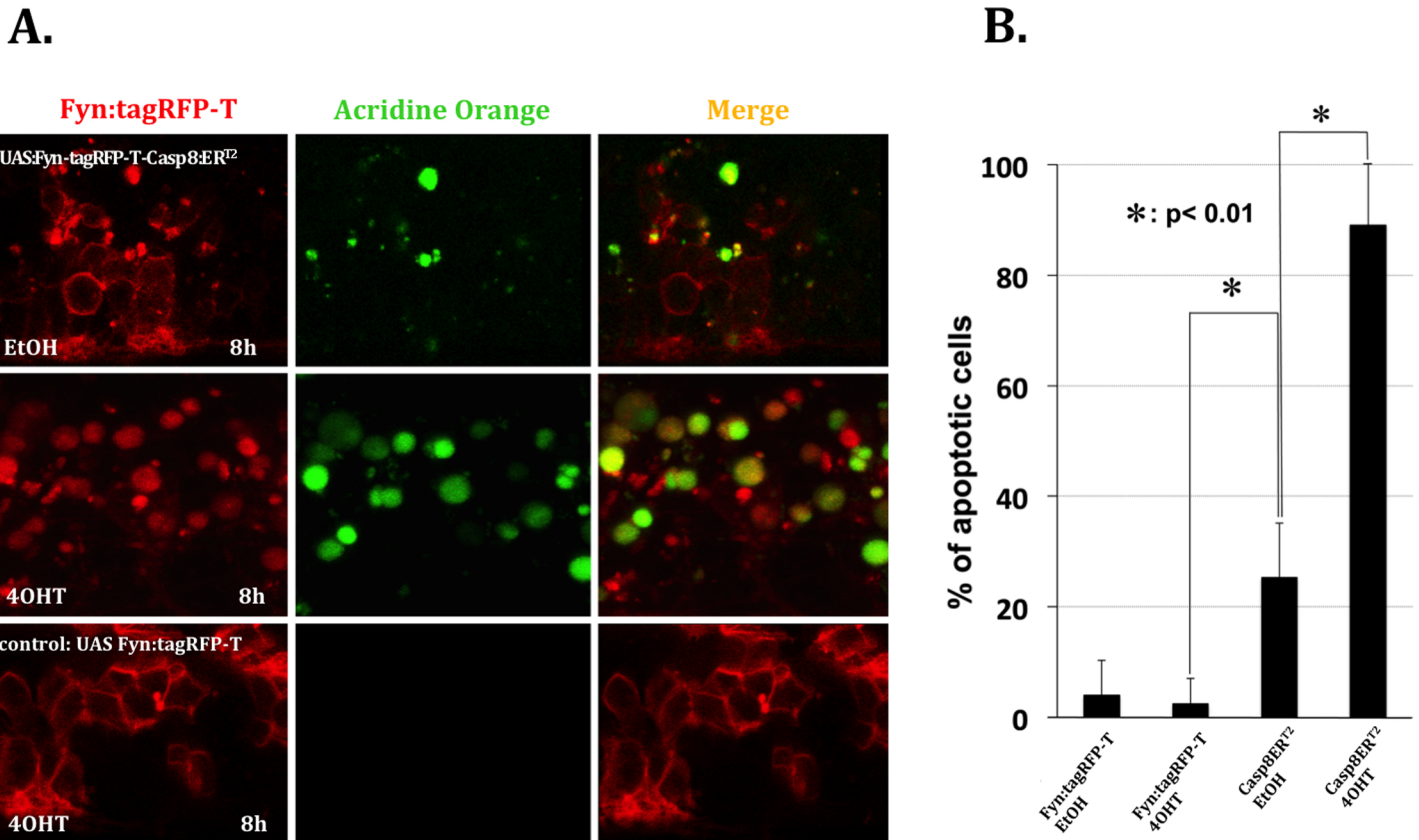 A.
Fyn:tagRFP-T
Acridine Orange
Merge
UAS:Fyn-tagRFP-T-Casp8:ERᵀ²
EtOH 8h
4OHT 8h
control: UAS Fyn:tagRFP-T
4OHT 8h
B.
*
*: p< 0.01
*
% of apoptotic cells
100
80
60
40
20
0
Fyn:tagRFP-T
EtOH
Fyn:tagRFP-T
4OHT
Casp8ERᵀ²
EtOH
Casp8ERᵀ²
4OHT